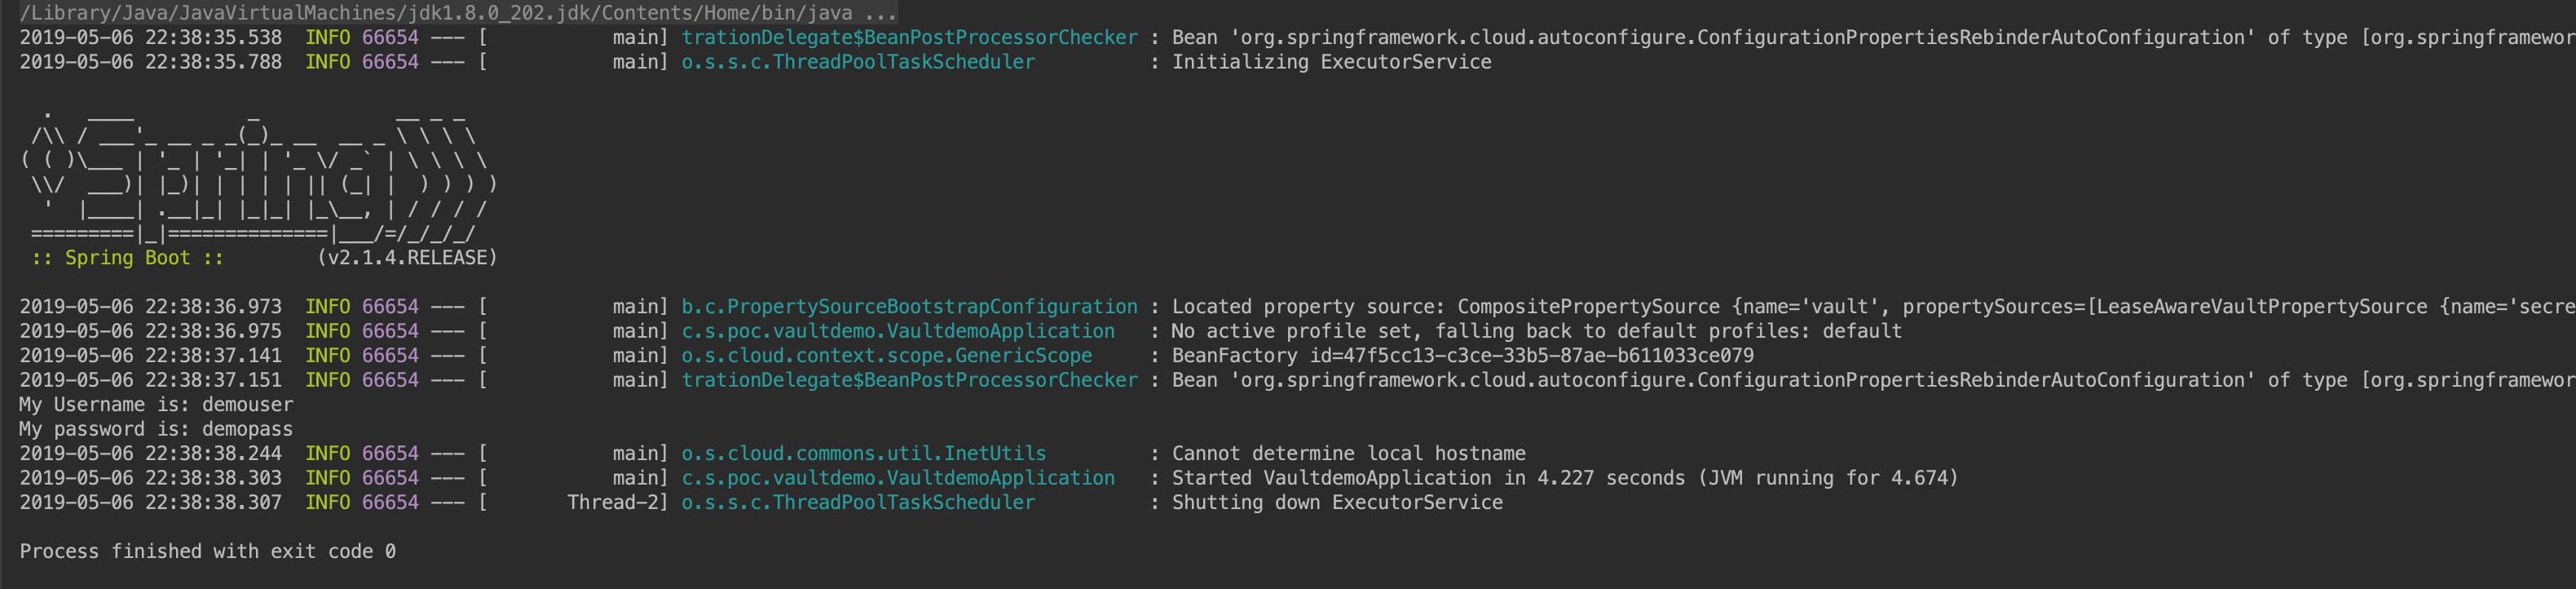 /Library/Java/JavaVirtualMachines/jdk1.8.0_202.jdk/Contents/Home/bin/java ...
2019-05-06 22:38:35.538  INFO 66654 --- [           main] trationDelegate$BeanPostProcessorChecker : Bean 'org.springframework.cloud.autoconfigure.ConfigurationPropertiesRebinderAutoConfiguration' of type [org.springframewor
2019-05-06 22:38:35.788  INFO 66654 --- [           main] o.s.s.c.ThreadPoolTaskScheduler          : Initializing ExecutorService

  .   ____          _            __ _ _
 /\\ / ___'_ __ _ _(_)_ __  __ _ \ \ \ \
( ( )\___ | '_ | '_| | '_ \/ _` | \ \ \ \
 \\/  ___)| |_)| | | | | || (_| |  ) ) ) )
  '  |____| .__|_| |_|_| |_\__, | / / / /
 =========|_|==============|___/=/_/_/_/
 :: Spring Boot ::        (v2.1.4.RELEASE)

2019-05-06 22:38:36.973  INFO 66654 --- [           main] b.c.PropertySourceBootstrapConfiguration : Located property source: CompositePropertySource {name='vault', propertySources=[LeaseAwareVaultPropertySource {name='secre
2019-05-06 22:38:36.975  INFO 66654 --- [           main] c.s.poc.vaultdemo.VaultdemoApplication   : No active profile set, falling back to default profiles: default
2019-05-06 22:38:37.141  INFO 66654 --- [           main] o.s.cloud.context.scope.GenericScope     : BeanFactory id=47f5cc13-c3ce-33b5-87ae-b611033ce079
2019-05-06 22:38:37.151  INFO 66654 --- [           main] trationDelegate$BeanPostProcessorChecker : Bean 'org.springframework.cloud.autoconfigure.ConfigurationPropertiesRebinderAutoConfiguration' of type [org.springframewor
My Username is: demouser
My password is: demopass
2019-05-06 22:38:38.244  INFO 66654 --- [           main] o.s.cloud.commons.util.InetUtils         : Cannot determine local hostname
2019-05-06 22:38:38.303  INFO 66654 --- [           main] c.s.poc.vaultdemo.VaultdemoApplication   : Started VaultdemoApplication in 4.227 seconds (JVM running for 4.674)
2019-05-06 22:38:38.307  INFO 66654 --- [       Thread-2] o.s.s.c.ThreadPoolTaskScheduler          : Shutting down ExecutorService

Process finished with exit code 0